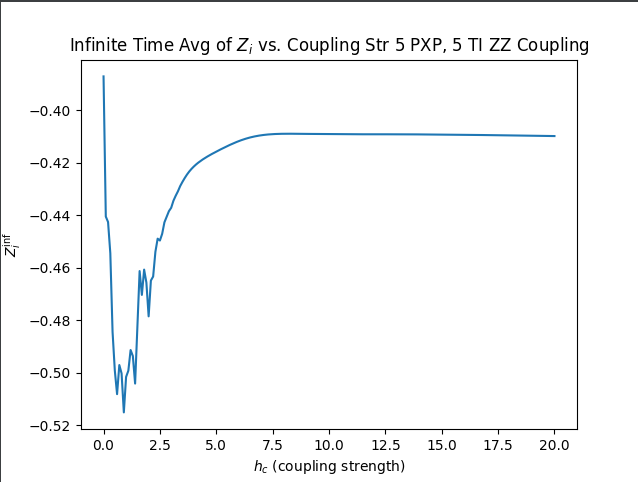 Infinite Time Avg of Z_i vs. Coupling Str 5 PXP, 5 TI ZZ Coupling
−0.40
−0.42
−0.44
−0.46
−0.48
−0.50
−0.52
Z_i^inf
0.0 2.5 5.0 7.5 10.0 12.5 15.0 17.5 20.0
h_c (coupling strength)